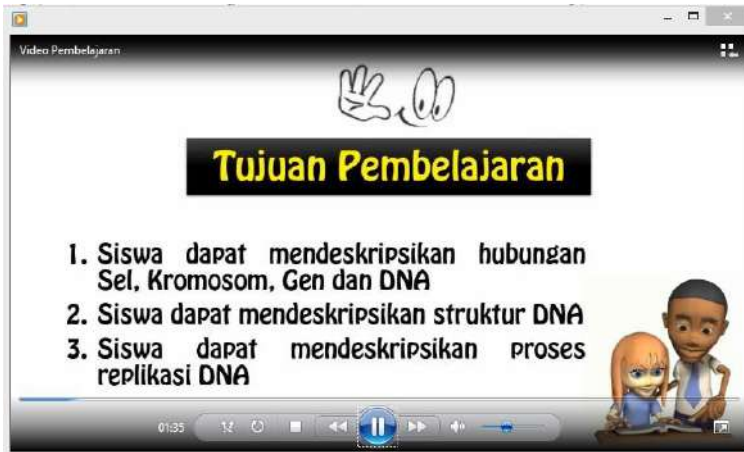 Video Pembelajaran
Tujuan Pembelajaran
1. Siswa dapat mendeskripsikan hubungan
Sel, Kromosom, Gen dan DNA
2. Siswa dapat mendeskripsikan struktur DNA
3. Siswa dapat mendeskripsikan proses
replikasi DNA
01:35